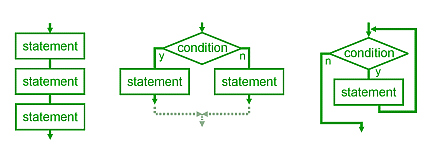 statement
statement
statement
condition
y n
statement statement
condition
n
y
statement